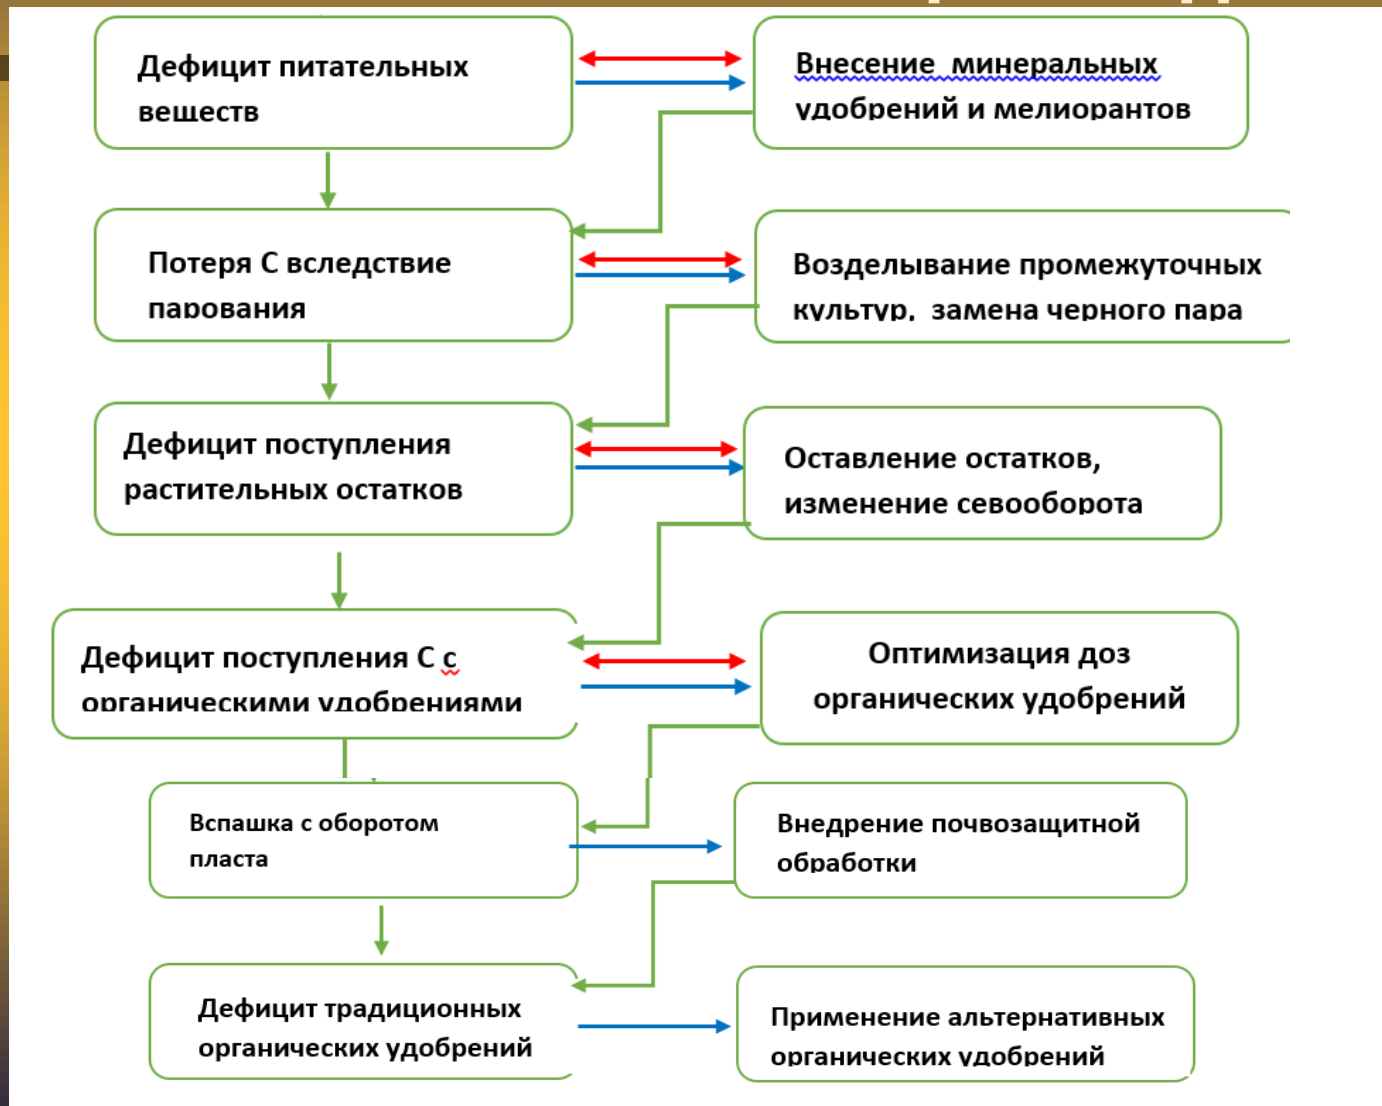 Дефицит питательных
веществ
Внесение минеральных
удобрений и мелиорантов
Потеря С вследствие
парования
Возделывание промежуточных
культур, замена черного пара
Дефицит поступления
растительных остатков
Оставление остатков,
изменение севооборота
Дефицит поступления С с
органическими удобрениями
Оптимизация доз
органических удобрений
Вспашка с оборотом
пласта
Внедрение почвозащитной
обработки
Дефицит традиционных
органических удобрений
Применение альтернативных
органических удобрений